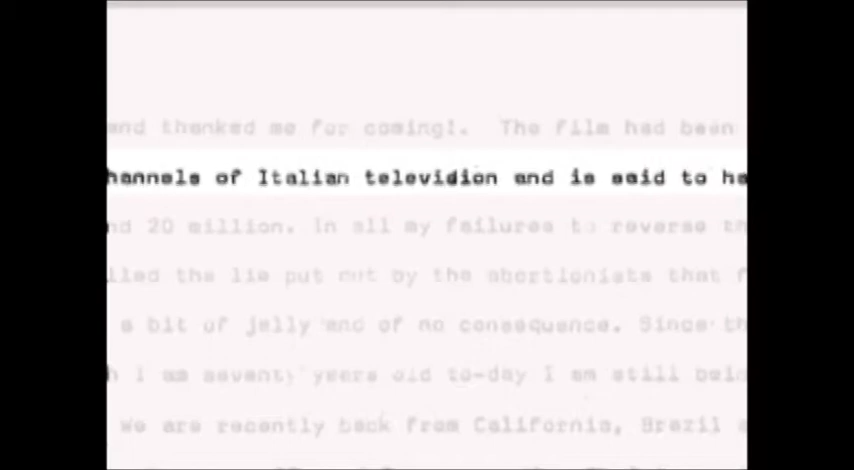 and thanked me for coming!. The film had been
hannels of Italian television and is said to ha
nd 20 million. In all my failures to reverse th
lled the lie put out by the abortionists that f
a bit of jelly and of no consequence. Since th
h I am seventy years old to-day I am still bein
We are recently back from California, Brazil a